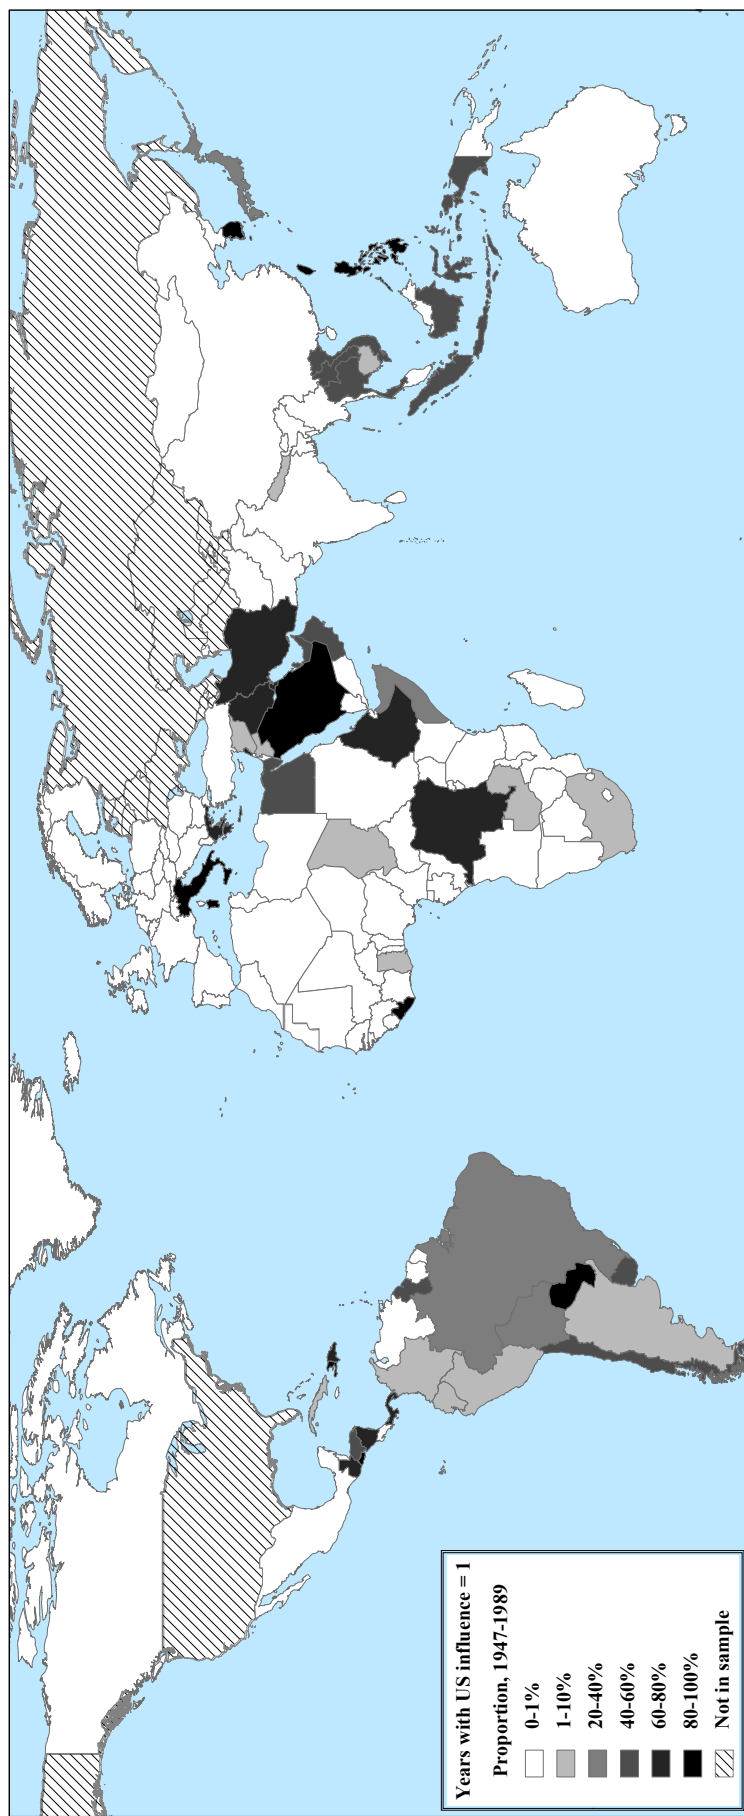 Years with US influence = 1
Proportion, 1947-1989
0-1%
1-10%
20-40%
40-60%
60-80%
80-100%
Not in sample